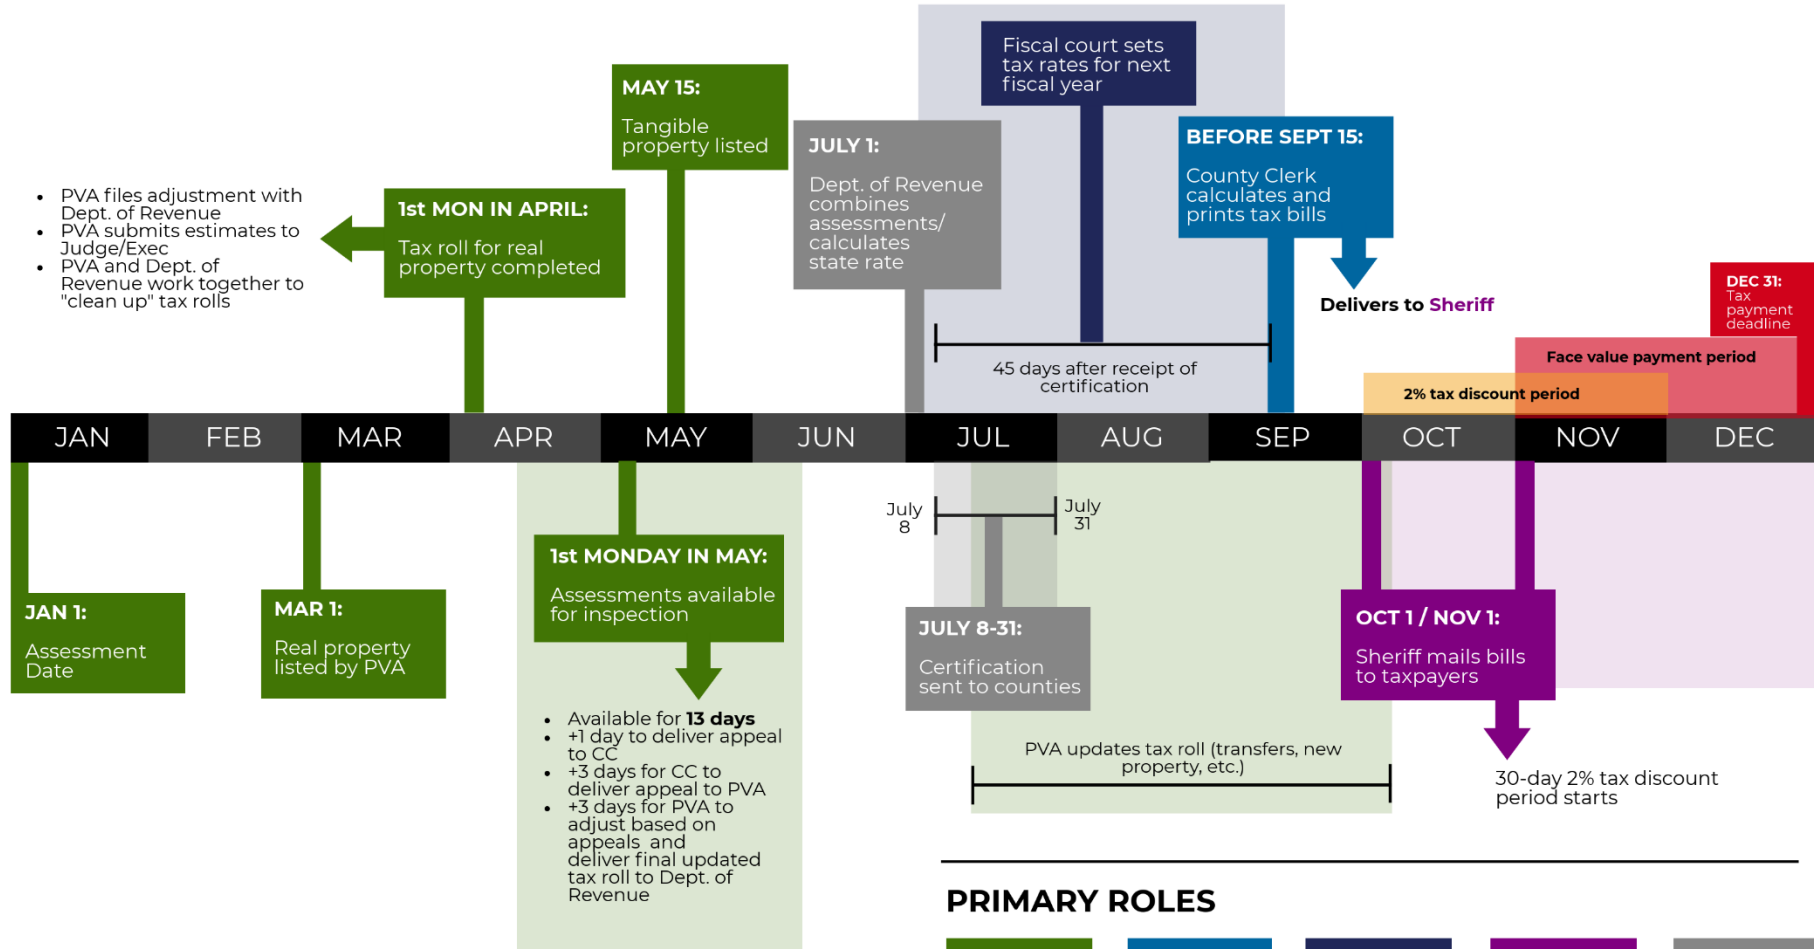 Fiscal court sets
tax rates for next
fiscal year
MAY 15:
Tangible
property listed
JULY 1:
Dept. of Revenue
combines
assessments/
calculates
state rate
BEFORE SEPT 15:
County Clerk
calculates and
prints tax bills
• PVA files adjustment with
Dept. of Revenue
• PVA submits estimates to
Judge/Exec
• PVA and Dept. of
Revenue work together to
"clean up" tax rolls
1st MON IN APRIL:
Tax roll for real
property completed
Delivers to Sheriff
DEC 31:
Tax
payment
deadline
45 days after receipt of
certification
Face value payment period
2% tax discount period
JAN
FEB
MAR
APR
MAY
JUN
JUL
AUG
SEP
OCT
NOV
DEC
July
8
July
31
JAN 1:
Assessment
Date
MAR 1:
Real property
listed by PVA
1st MONDAY IN MAY:
Assessments available
for inspection
• Available for 13 days
• +1 day to deliver appeal
to CC
• +3 days for CC to
deliver appeal to PVA
• +3 days for PVA to
adjust based on
appeals and
deliver final updated
tax roll to Dept. of
Revenue
JULY 8-31:
Certification
sent to counties
OCT 1 / NOV 1:
Sheriff mails bills
to taxpayers
PVA updates tax roll (transfers, new
property, etc.)
30-day 2% tax discount
period starts
PRIMARY ROLES